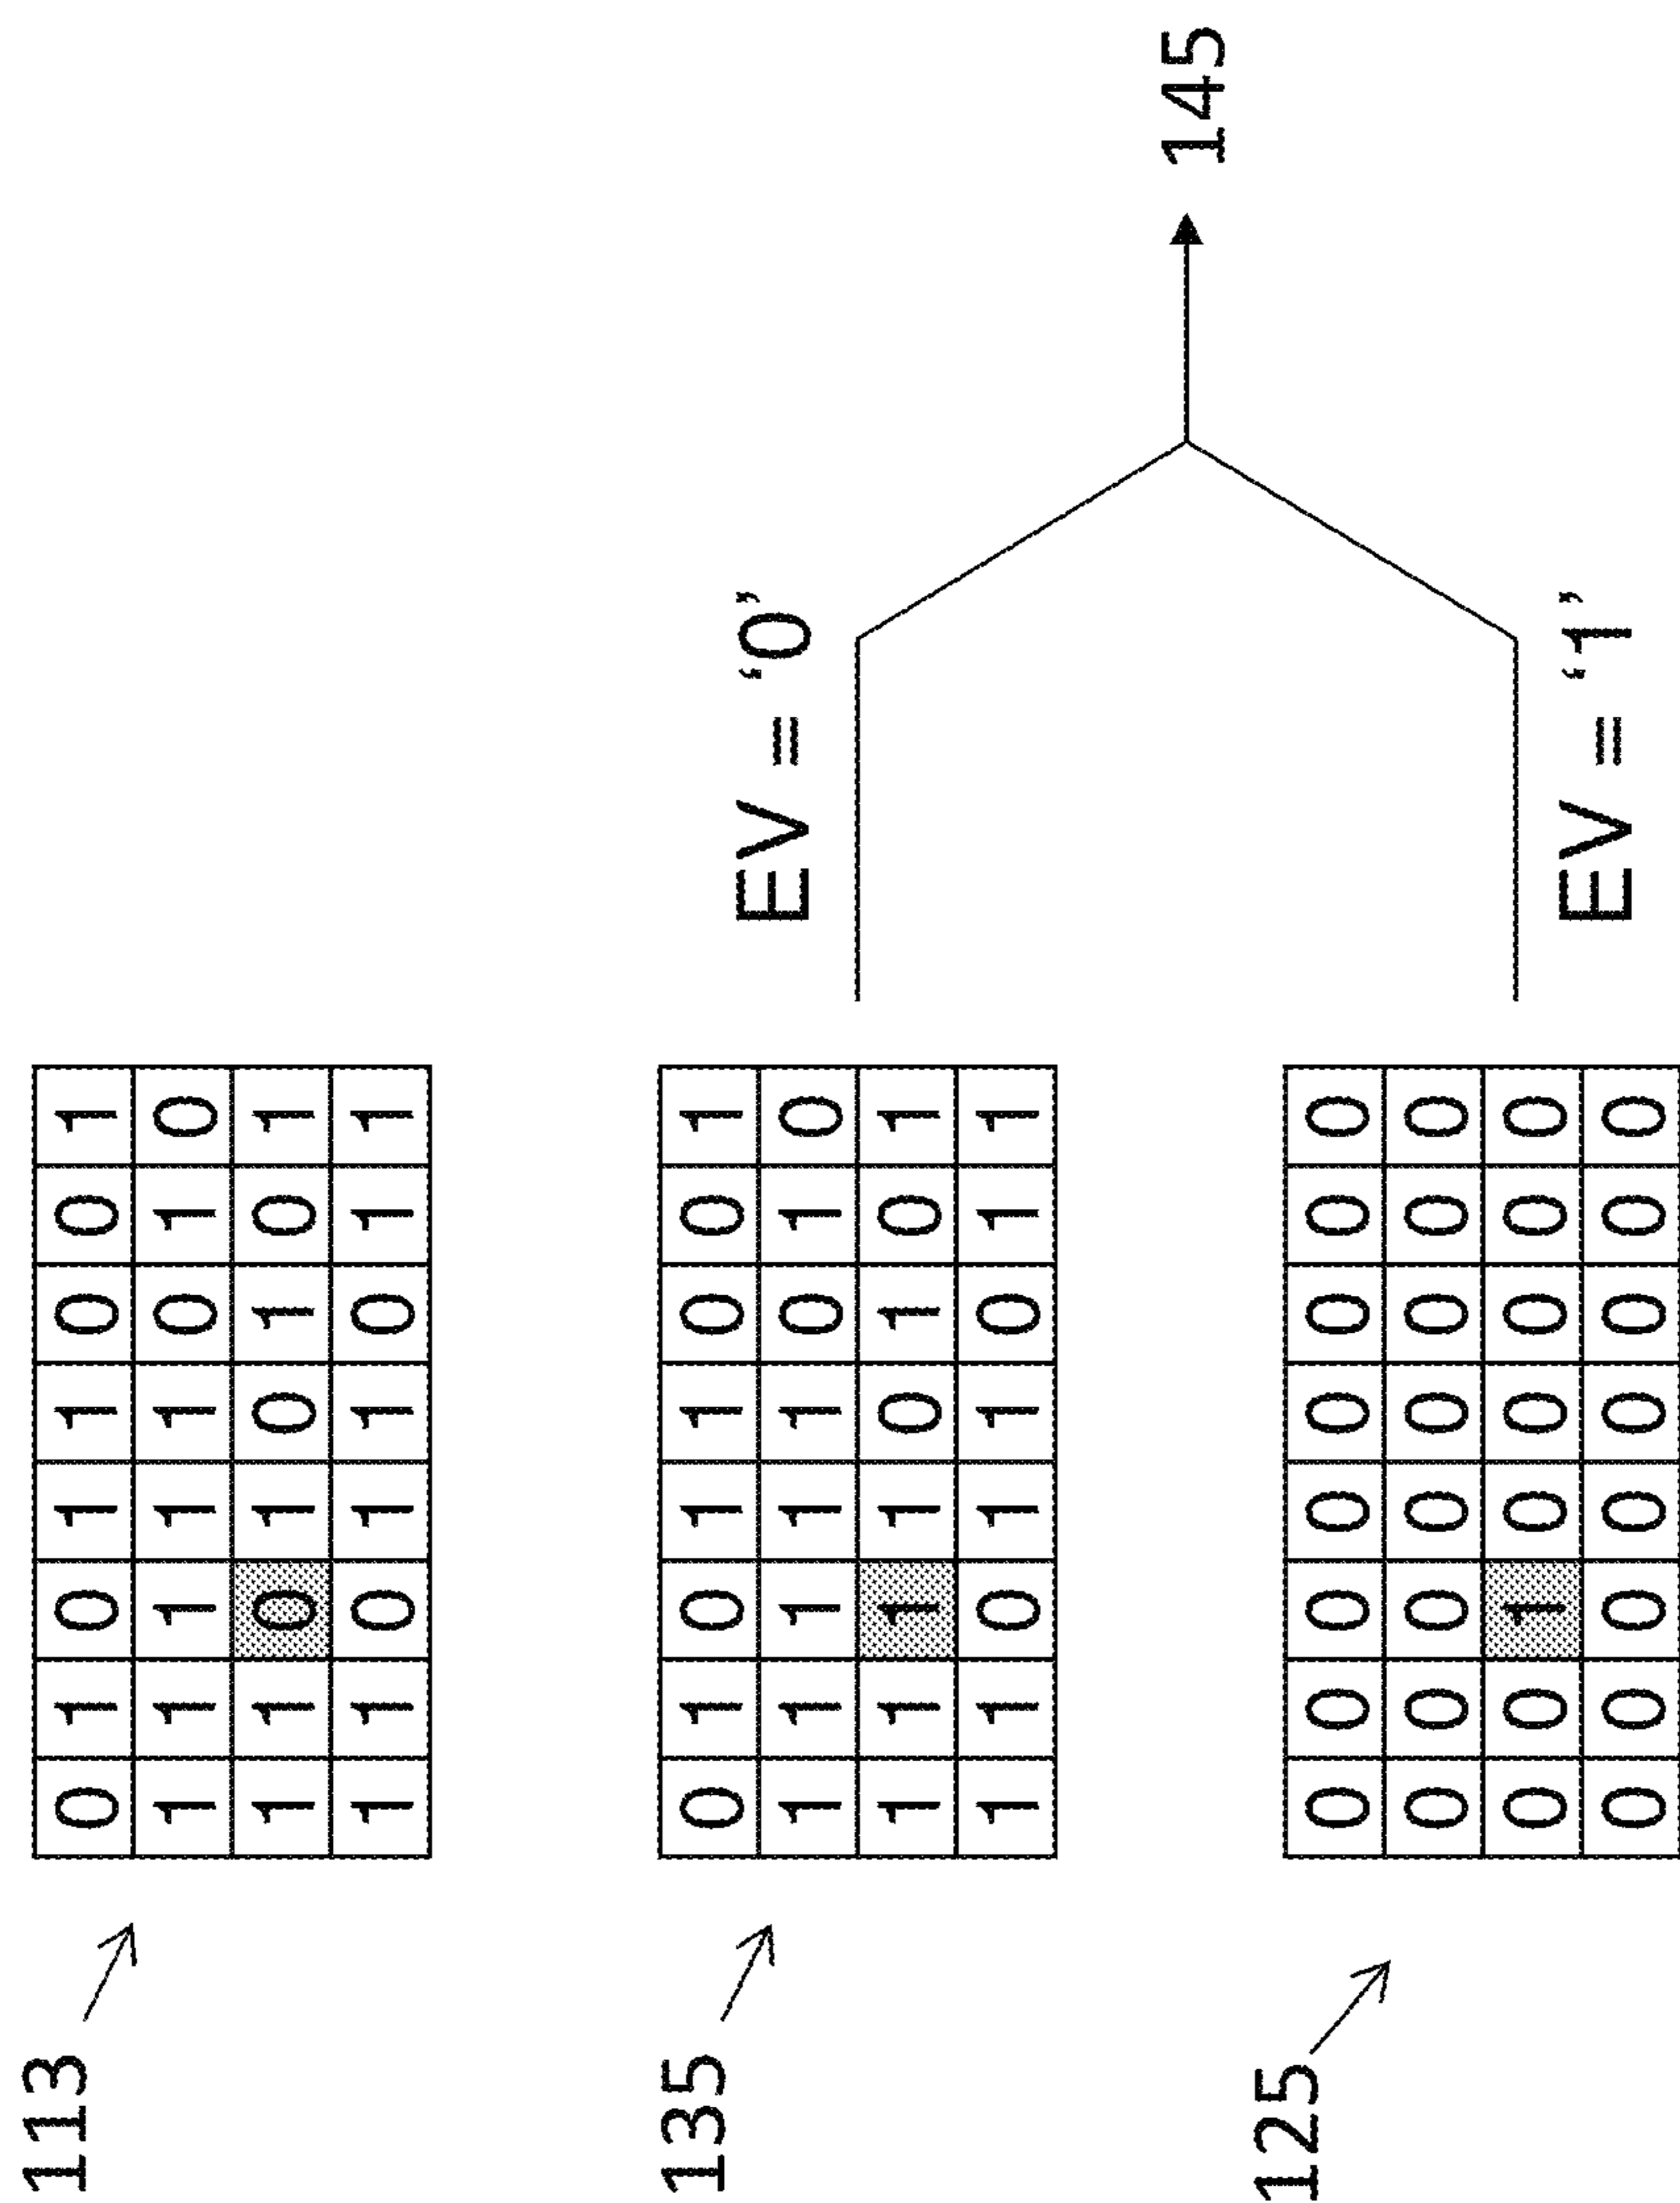 113
0 1 0 1 1 0 0 1
1 1 1 1 1 0 1 0
1 1 0 1 0 1 0 1
1 1 0 1 1 0 1 1
135
0 1 0 1 1 0 0 1
1 1 1 1 1 0 1 0
1 1 1 1 0 1 0 1
1 1 0 1 1 0 1 1
EV = ‘0’
145
125
0 0 0 0 0 0 0 0
0 0 0 0 0 0 0 0
0 0 1 0 0 0 0 0
0 0 0 0 0 0 0 0
EV = ‘1’